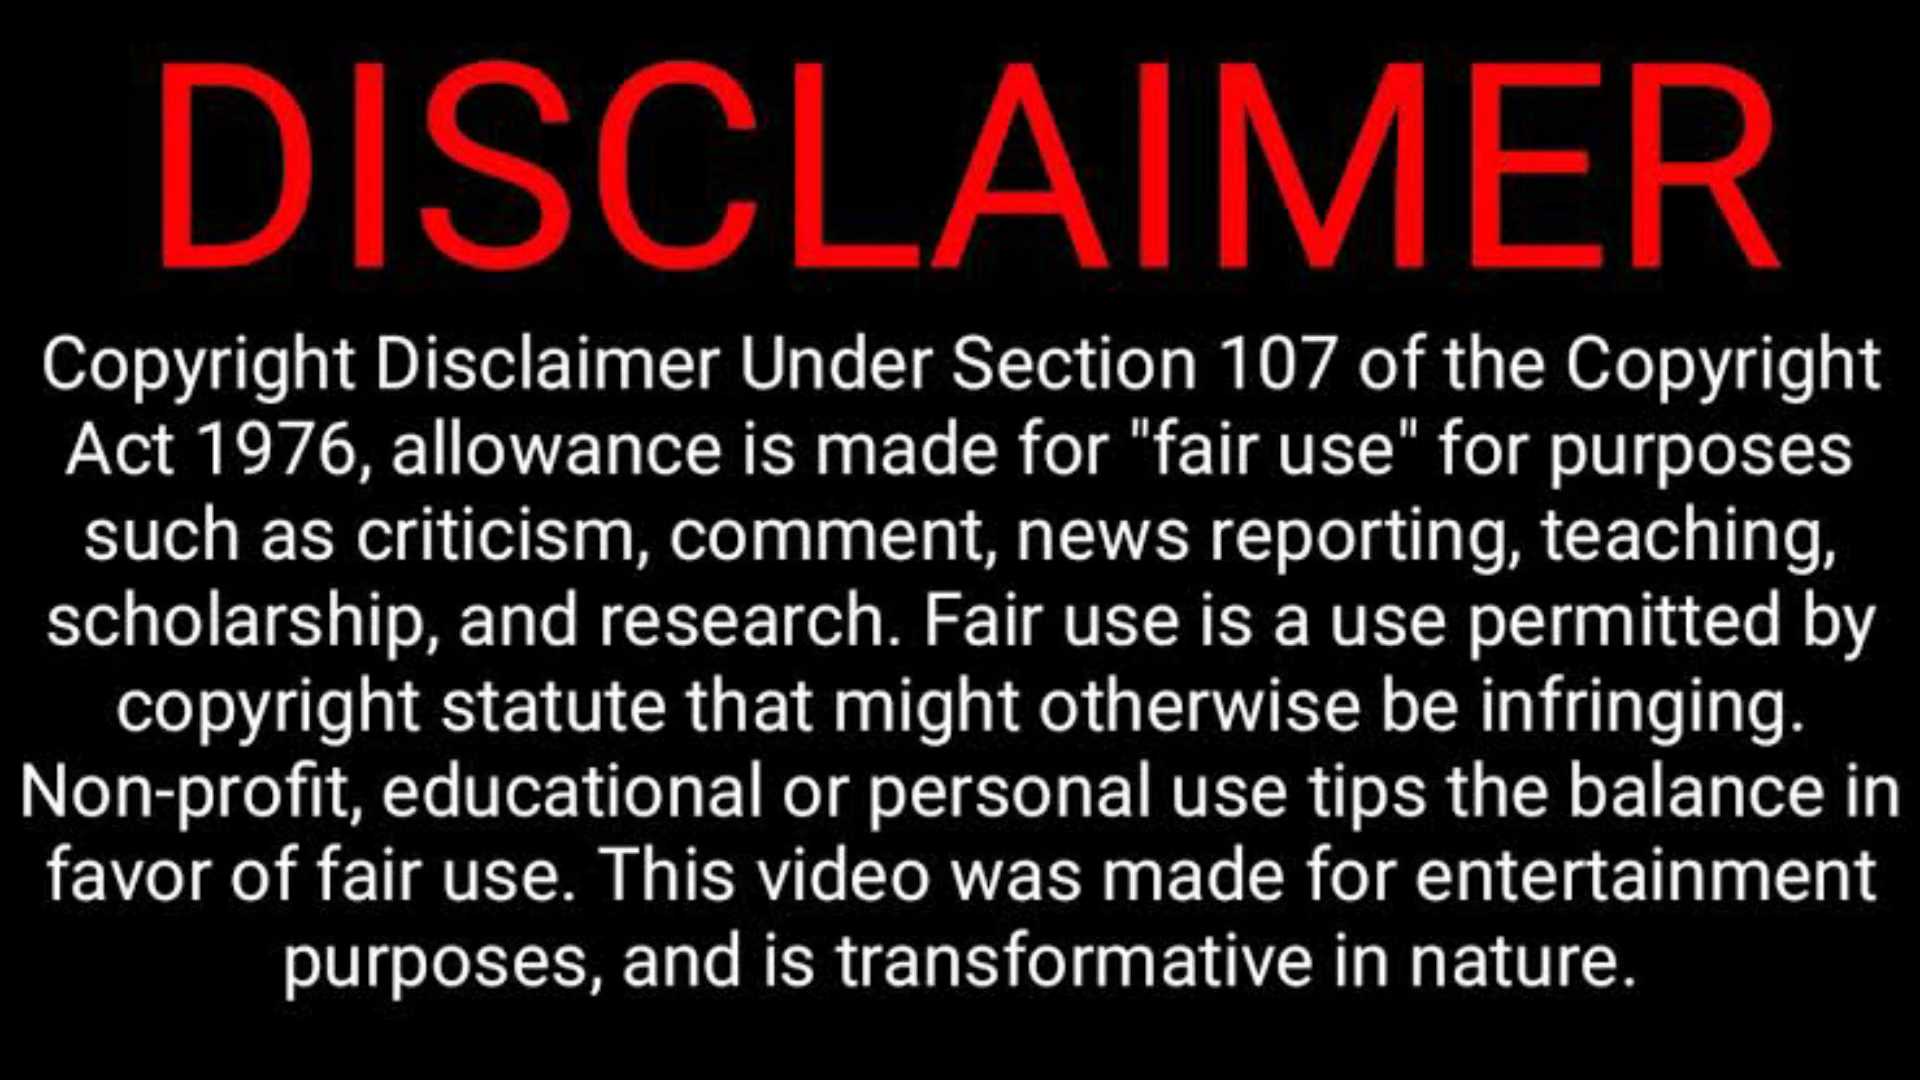 DISCLAIMER
Copyright Disclaimer Under Section 107 of the Copyright
Act 1976, allowance is made for "fair use" for purposes
such as criticism, comment, news reporting, teaching,
scholarship, and research. Fair use is a use permitted by
copyright statute that might otherwise be infringing.
Non-profit, educational or personal use tips the balance in
favor of fair use. This video was made for entertainment
purposes, and is transformative in nature.